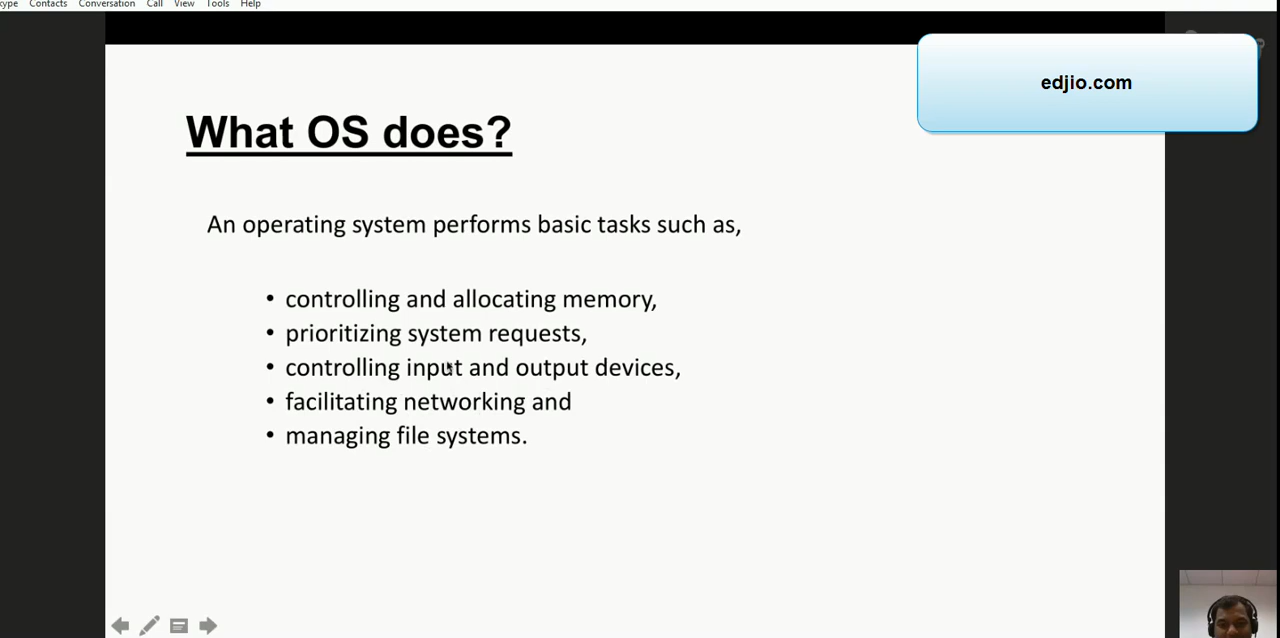 Contacts Conversation Call View Tools Help
edjio.com
What OS does?
An operating system performs basic tasks such as,
• controlling and allocating memory,
• prioritizing system requests,
• controlling input and output devices,
• facilitating networking and
• managing file systems.